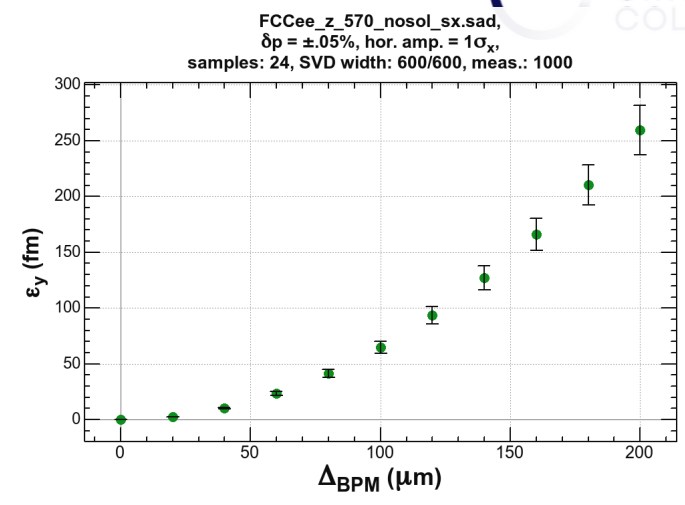 COL
FCCee_z_570_nosol_sx.sad,
δp = ±.05%, hor. amp. = 1σx,
samples: 24, SVD width: 600/600, meas.: 1000
300
250
200
150
100
50
0
εy (fm)
0 50 100 150 200
ΔBPM (μm)